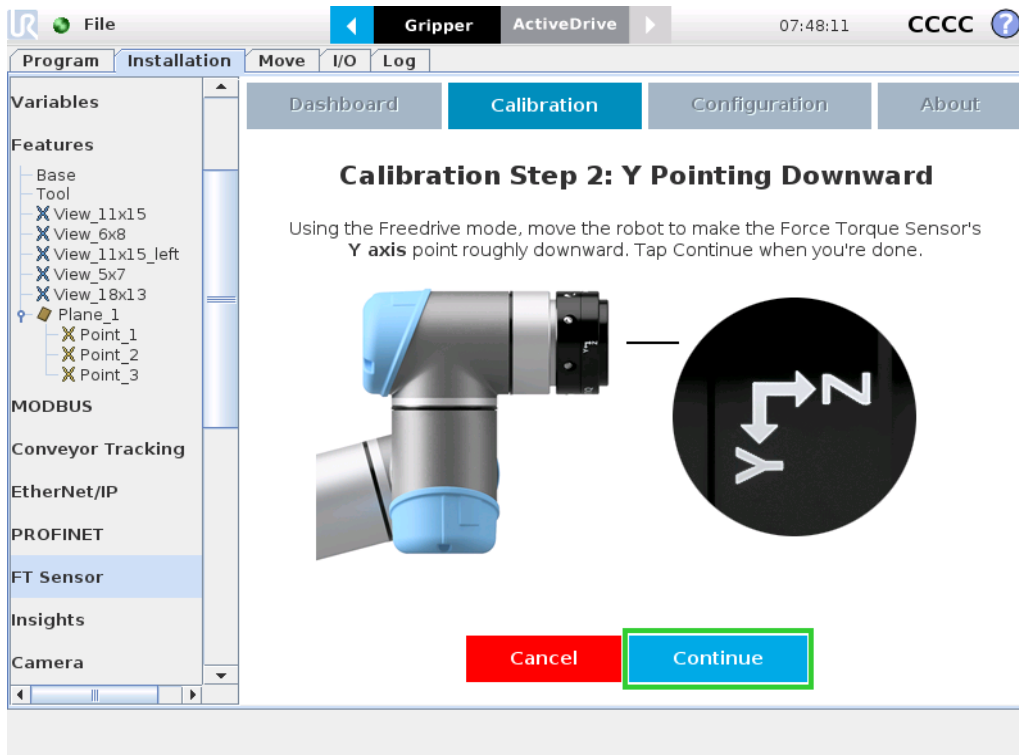 UR File Gripper ActiveDrive 07:48:11 CCCC ?
Program Installation Move I/O Log
Variables
Features
Base
Tool
View_11x15
View_6x8
View_11x15_left
View_5x7
View_18x13
Plane_1
Point_1
Point_2
Point_3
MODBUS
Conveyor Tracking
EtherNet/IP
PROFINET
FT Sensor
Insights
Camera
Dashboard Calibration Configuration About
Calibration Step 2: Y Pointing Downward
Using the Freedrive mode, move the robot to make the Force Torque Sensor's
Y axis point roughly downward. Tap Continue when you're done.
Y Z
Z
Y
Cancel Continue